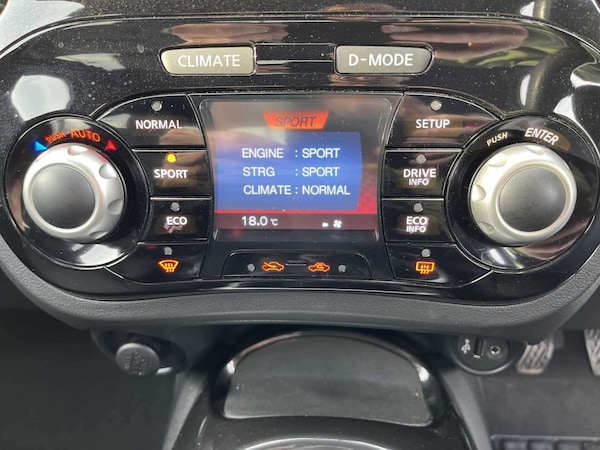 CLIMATE
D-MODE
PUSH AUTO
NORMAL
SPORT
ECO
SPORT
ENGINE : SPORT
STRG : SPORT
CLIMATE : NORMAL
18.0 °C
SETUP
DRIVE
INFO
ECO
INFO
PUSH ENTER